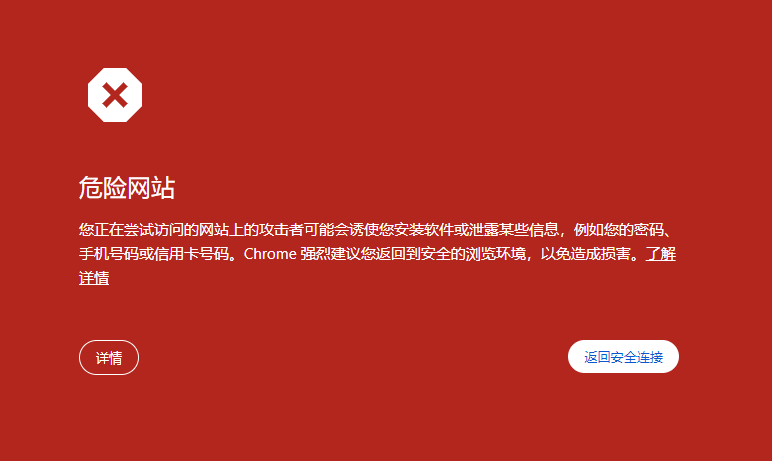 危险网站
您正在尝试访问的网站上的攻击者可能会诱使您安装软件或泄露某些信息，例如您的密码、
手机号码或信用卡号码。Chrome 强烈建议您返回到安全的浏览环境，以免造成损害。了解
详情
详情
返回安全连接